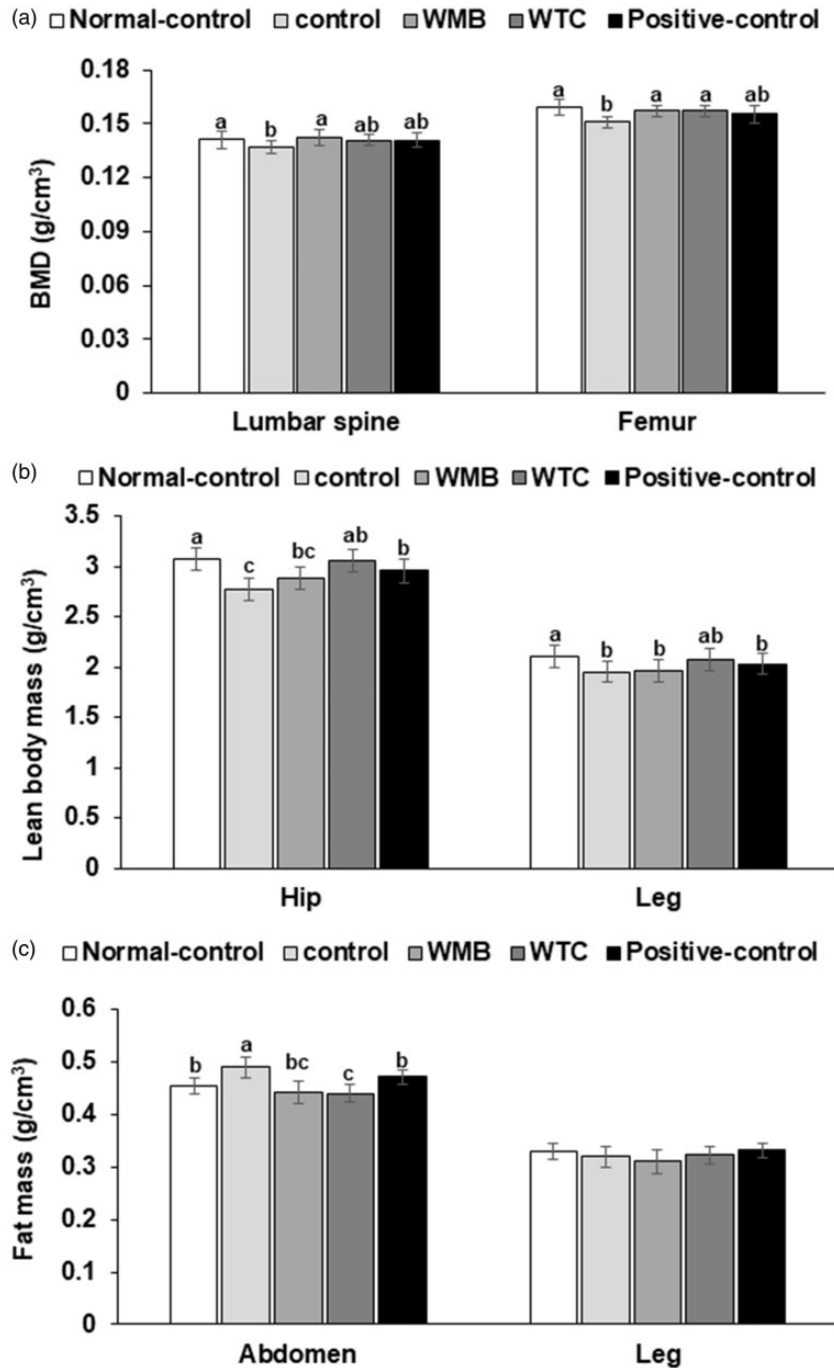 (a)
Normal-control control WMB WTC Positive-control
0.18
0.15
0.12
0.09
0.06
0.03
0
BMD (g/cm³)
a b a ab ab
a b a a ab
Lumbar spine Femur
(b)
Normal-control control WMB WTC Positive-control
3.5
3
2.5
2
1.5
1
0.5
0
Lean body mass (g/cm³)
a c bc ab b
a b b ab b
Hip Leg
(c)
Normal-control control WMB WTC Positive-control
0.6
0.5
0.4
0.3
0.2
0.1
0
Fat mass (g/cm³)
b a bc c b
Abdomen Leg